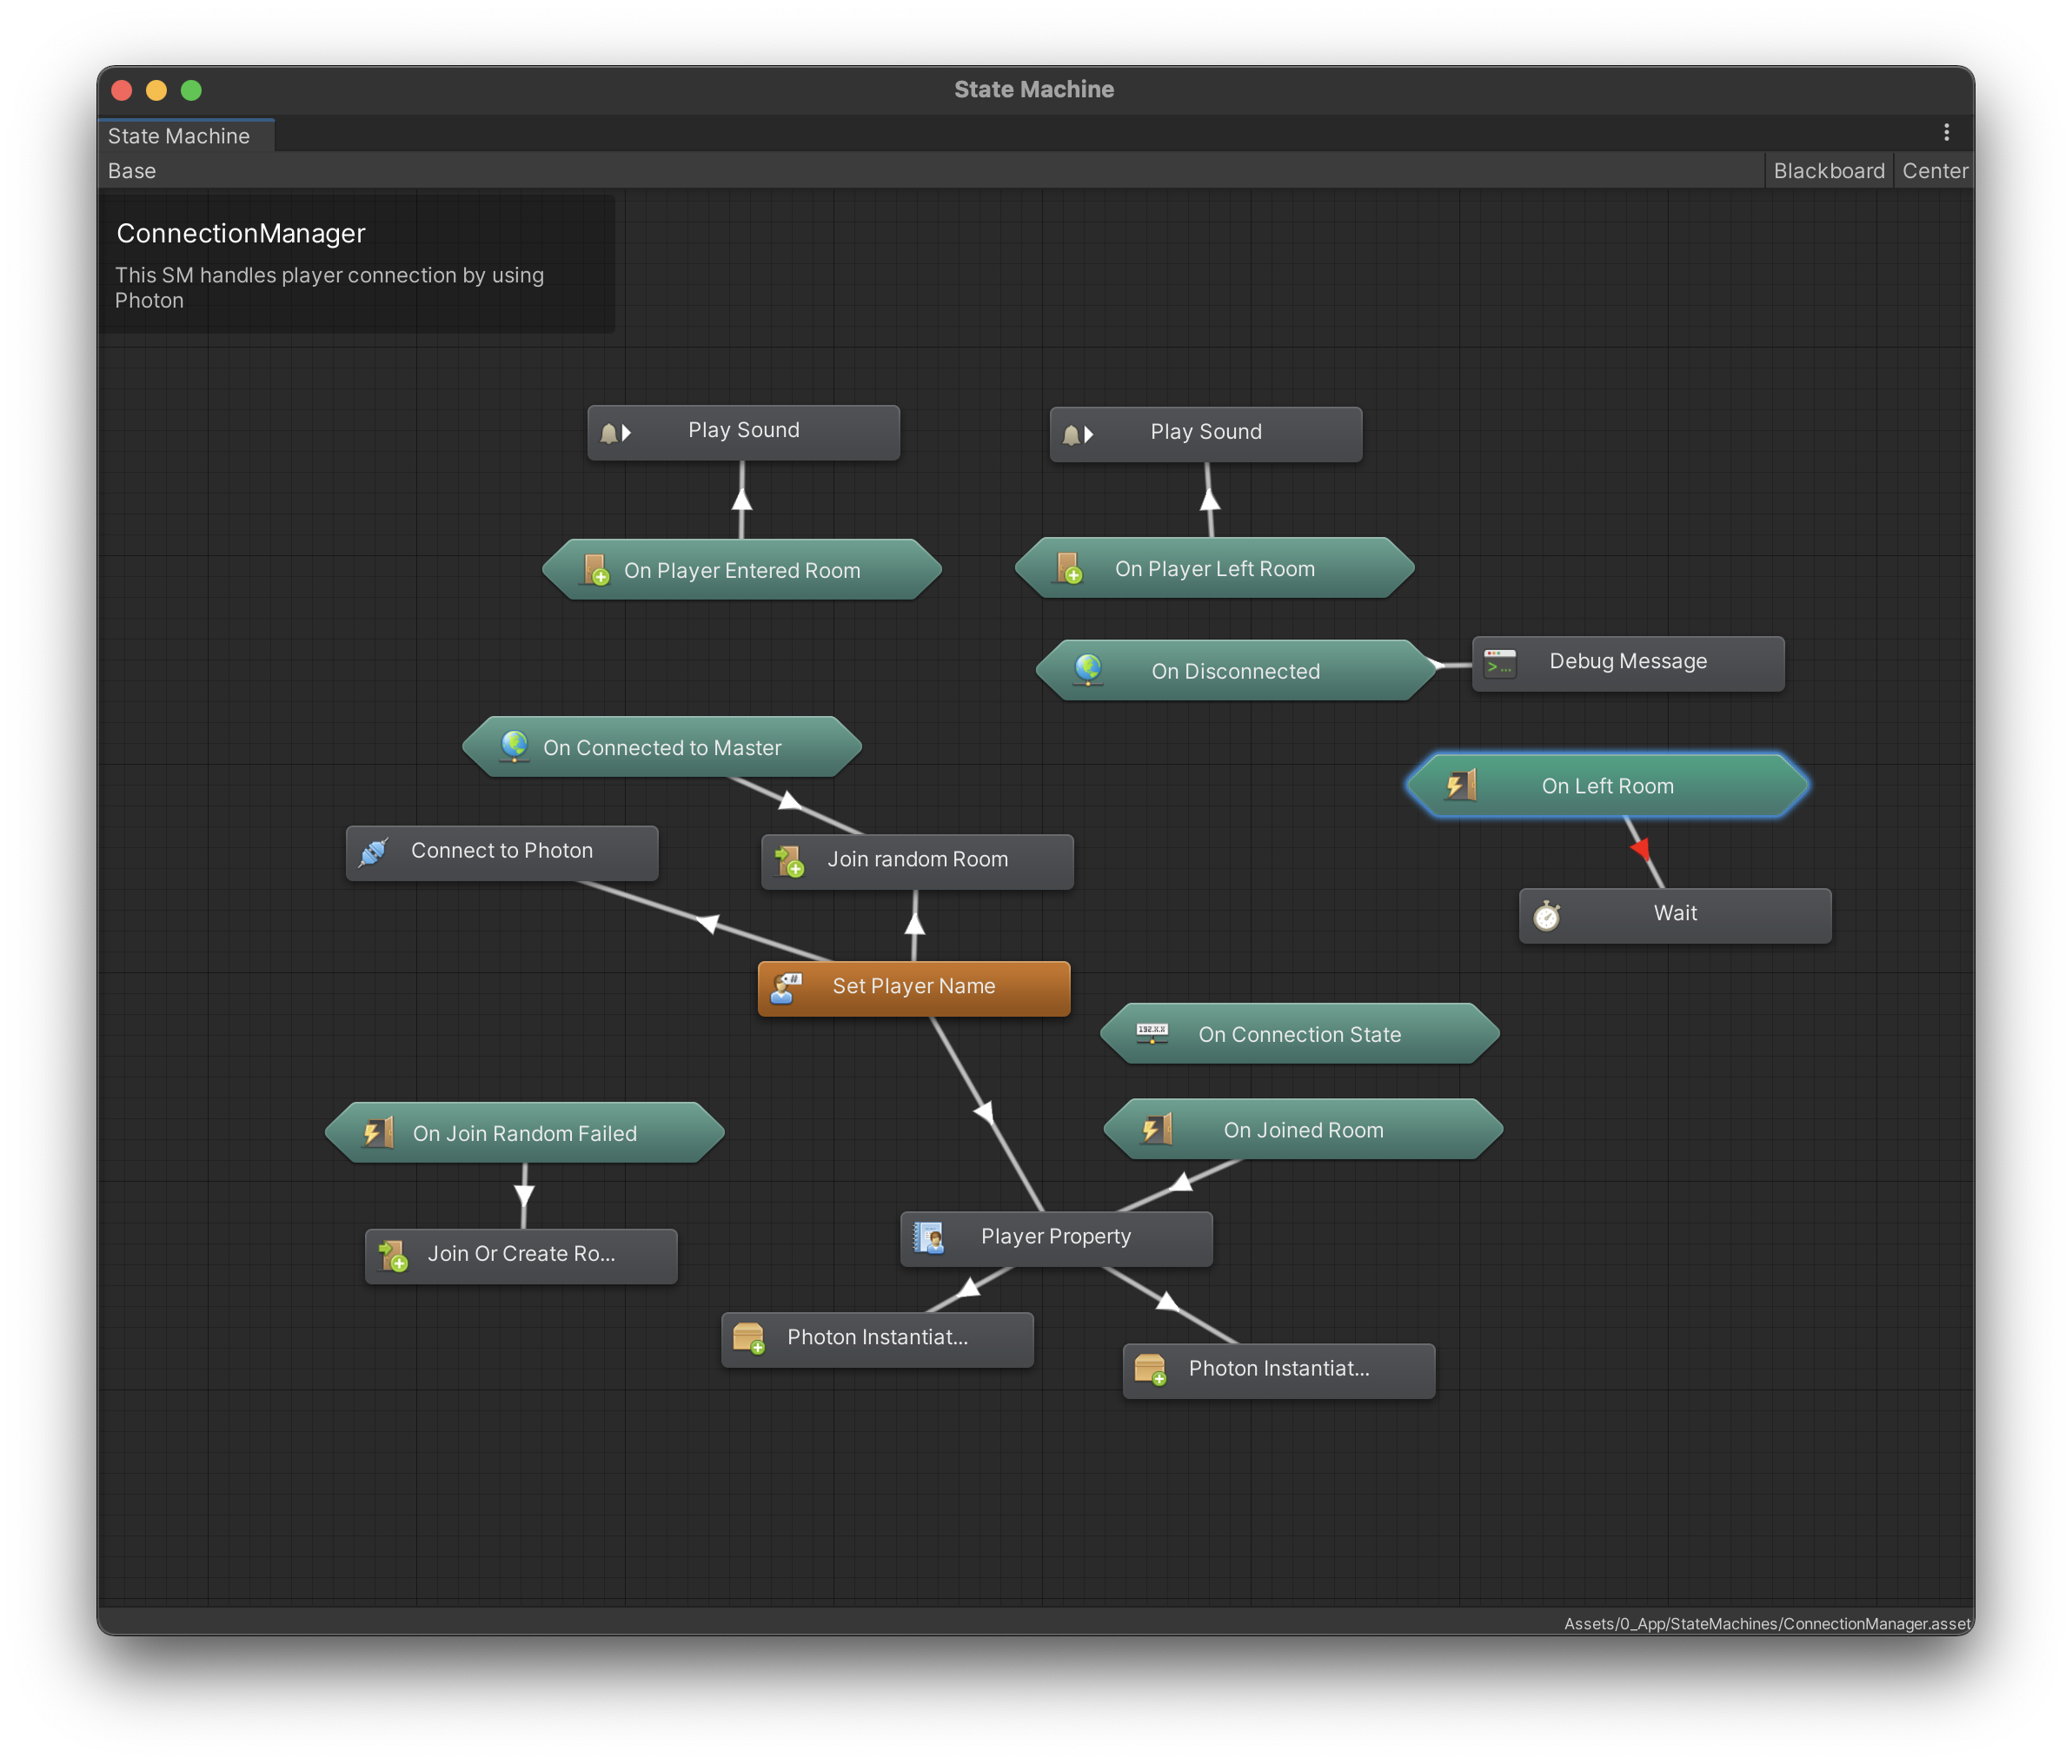 State Machine
State Machine
Base
Blackboard
Center
ConnectionManager
This SM handles player connection by using
Photon
Play Sound
Play Sound
On Player Entered Room
On Player Left Room
On Disconnected
Debug Message
On Connected to Master
On Left Room
Connect to Photon
Join random Room
Wait
Set Player Name
On Connection State
On Join Random Failed
On Joined Room
Player Property
Join Or Create Ro...
Photon Instantiat...
Photon Instantiat...
Assets/0_App/StateMachines/ConnectionManager.asset